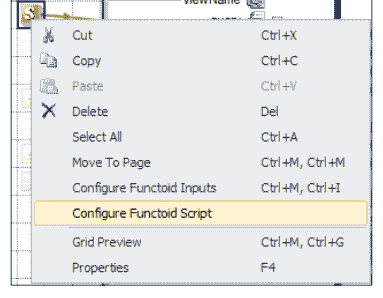 ViewName
Cut Ctrl+X
Copy Ctrl+C
Paste Ctrl+V
Delete Del
Select All Ctrl+A
Move To Page Ctrl+M, Ctrl+M
Configure Functoid Inputs Ctrl+M, Ctrl+I
Configure Functoid Script
Grid Preview Ctrl+M, Ctrl+G
Properties F4